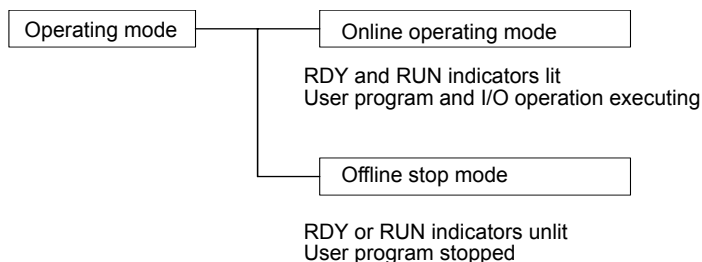 Operating mode
Online operating mode
RDY and RUN indicators lit
User program and I/O operation executing
Offline stop mode
RDY or RUN indicators unlit
User program stopped